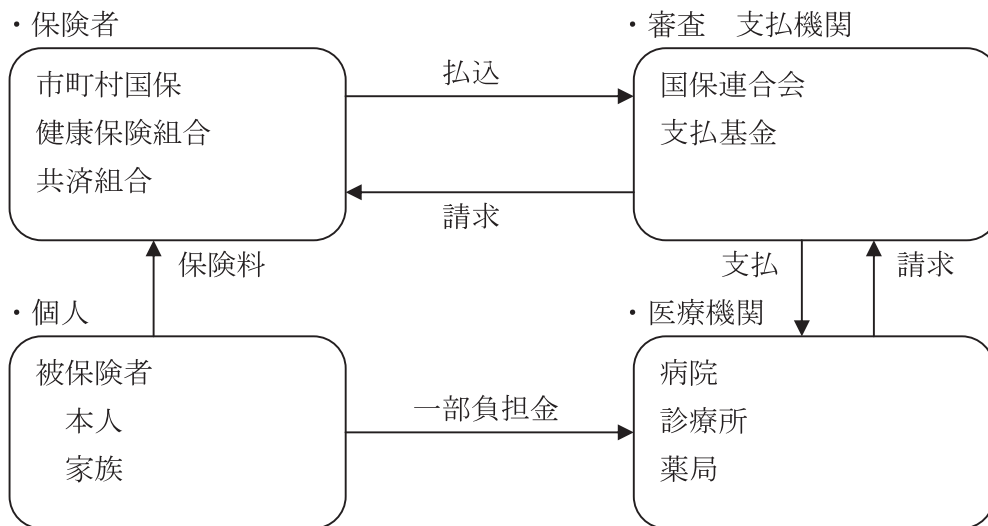 ・保険者
市町村国保
健康保険組合
共済組合
払込
請求
・審査　支払機関
国保連合会
支払基金
保険料
支払
請求
・個人
被保険者
本人
家族
一部負担金
・医療機関
病院
診療所
薬局